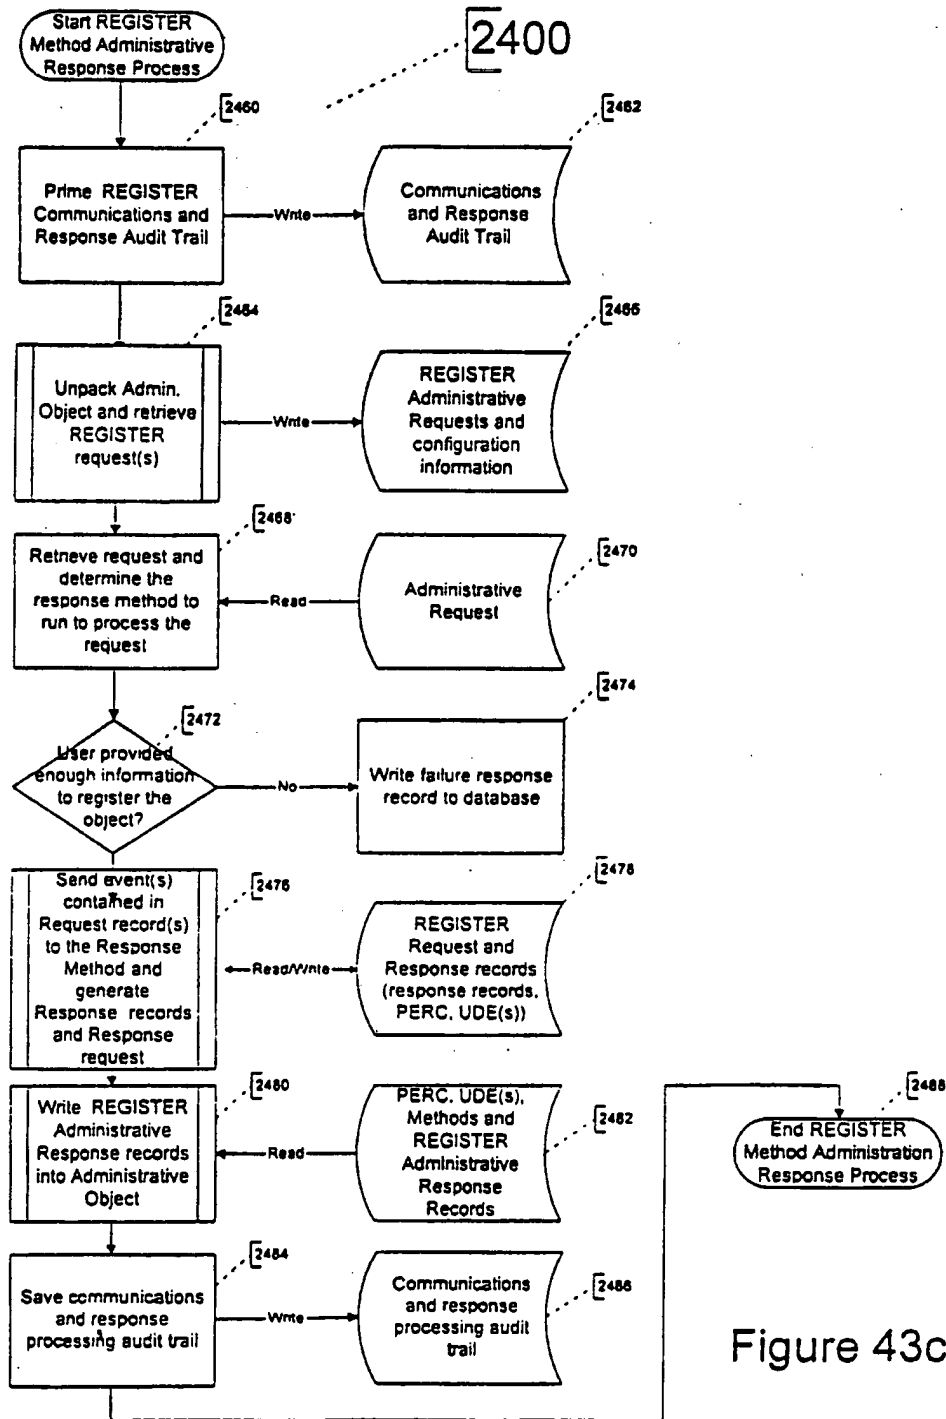 Start REGISTER
Method Administrative
Response Process
2400
2460
2462
Prime REGISTER
Communications and
Response Audit Trail
Write
Communications
and Response
Audit Trail
2464
2466
Unpack Admin.
Object and retrieve
REGISTER
request(s)
Write
REGISTER
Administrative
Requests and
configuration
information
2468
2470
Retrieve request and
determine the
response method to
run to process the
request
Read
Administrative
Request
2472
2474
User provided
enough information
to register the
object?
No
Write failure response
record to database
2476
2478
Send event(s)
contained in
Request record(s)
to the Response
Method and
generate
Response records
and Response
request
Read/Write
REGISTER
Request and
Response records
(response records,
PERC, UDE(s))
2480
2482
Write REGISTER
Administrative
Response records
into Administrative
Object
Read
PERC, UDE(s),
Methods and
REGISTER
Administrative
Response
Records
2488
End REGISTER
Method Administration
Response Process
2484
2486
Save communications
and response
processing audit trail
Write
Communications
and response
processing audit
trail
Figure 43c